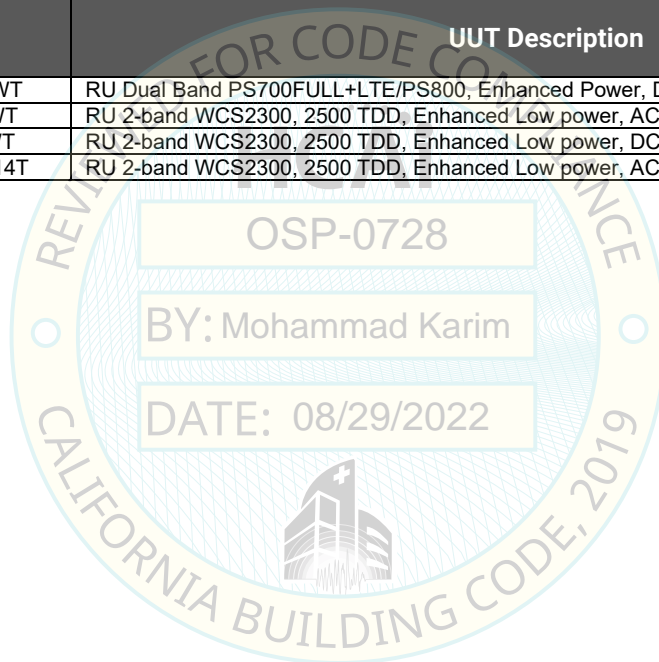 UUT Description
WT RU Dual Band PS700FULL+LTE/PS800, Enhanced Power, D
VT RU 2-band WCS2300, 2500 TDD, Enhanced Low power, AC
VT RU 2-band WCS2300, 2500 TDD, Enhanced Low power, DC
14T RU 2-band WCS2300, 2500 TDD, Enhanced Low power, AC
REVIEWED FOR CODE COMPLIANCE
HCAI
OSP-0728
BY: Mohammad Karim
DATE: 08/29/2022
CALIFORNIA BUILDING CODE, 2019